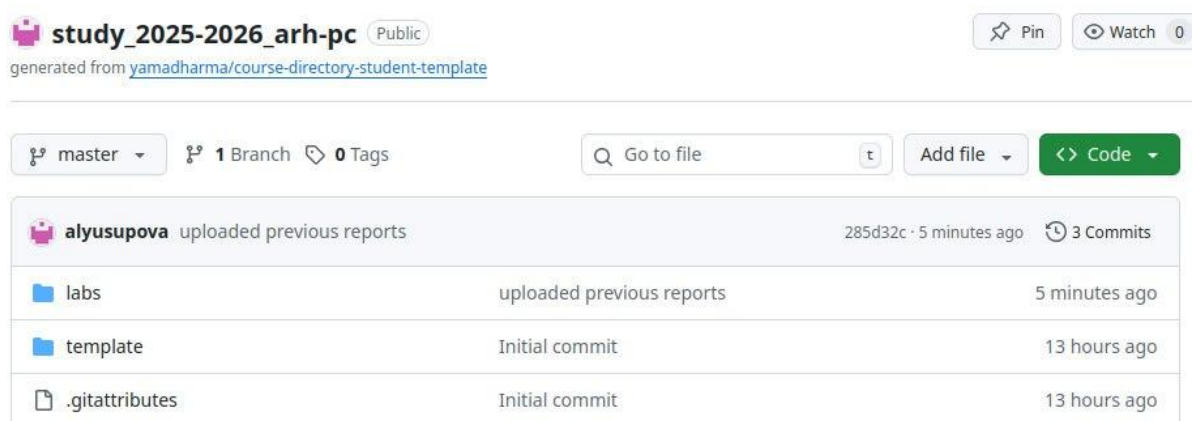 study_2025-2026_arh-pc Public Pin Watch 0
generated from yamadharma/course-directory-student-template
master 1 Branch 0 Tags Go to file t Add file Code
alyusupova uploaded previous reports 285d32c · 5 minutes ago 3 Commits
labs uploaded previous reports 5 minutes ago
template Initial commit 13 hours ago
.gitattributes Initial commit 13 hours ago